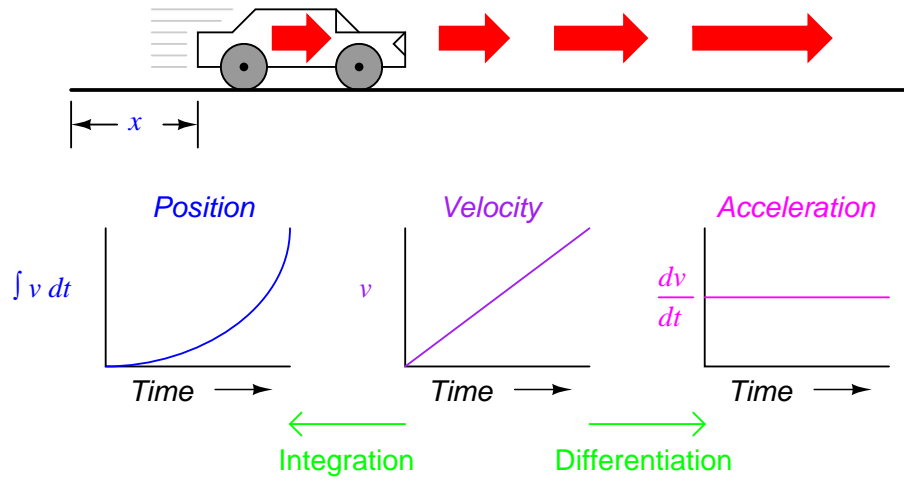 x
Position Velocity Acceleration
∫ v dt v dv/dt
Time Time Time
Integration Differentiation